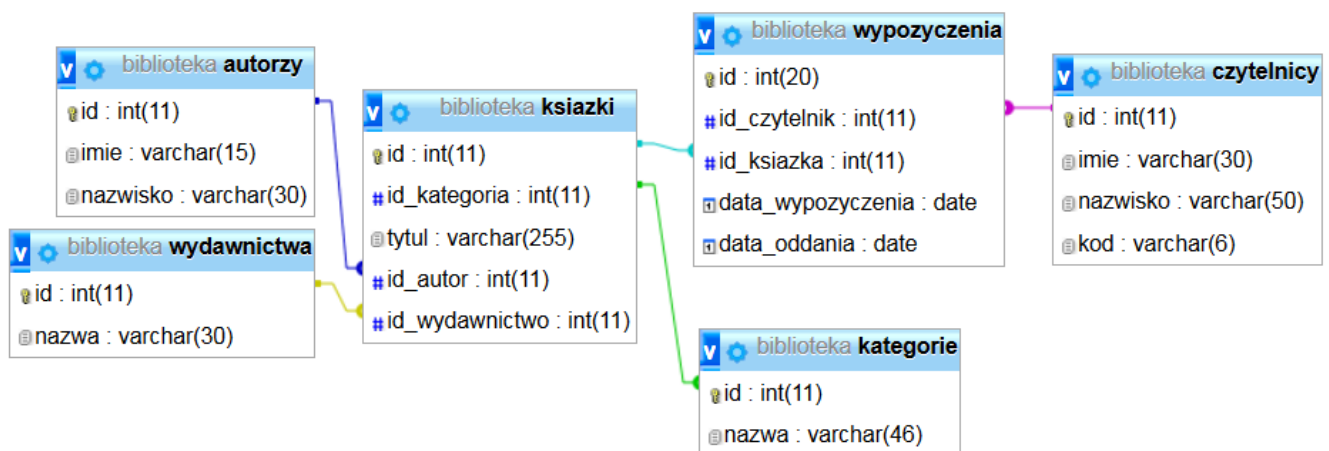 v biblioteka autorzy
id : int(11)
imie : varchar(15)
nazwisko : varchar(30)
v biblioteka wydawnictwa
id : int(11)
nazwa : varchar(30)
v biblioteka ksiazki
id : int(11)
# id_kategoria : int(11)
tytul : varchar(255)
# id_autor : int(11)
# id_wydawnictwo : int(11)
v biblioteka wypozyczenia
id : int(20)
# id_czytelnik : int(11)
# id_ksiazka : int(11)
data_wypozyczenia : date
data_oddania : date
v biblioteka czytelnicy
id : int(11)
imie : varchar(30)
nazwisko : varchar(50)
kod : varchar(6)
v biblioteka kategorie
id : int(11)
nazwa : varchar(46)